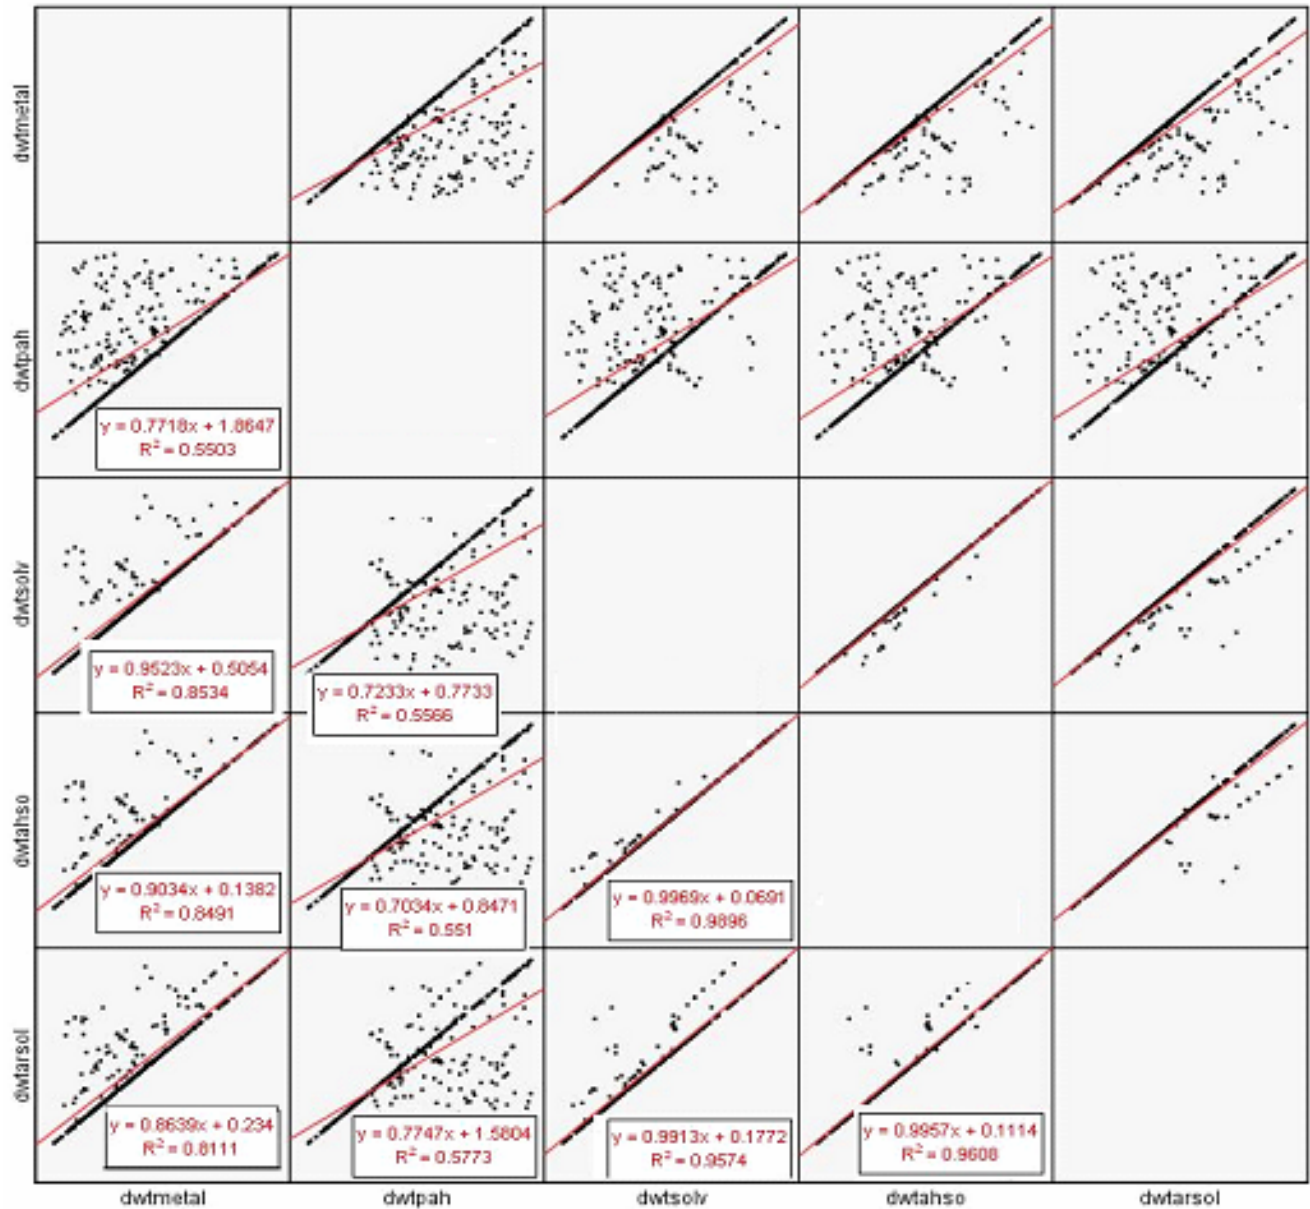 dwtmetal
dwtpah
y = 0.7718x + 1.8647
R² = 0.5503
dwtsolv
y = 0.9523x + 0.5054
R² = 0.8534
y = 0.7233x + 0.7733
R² = 0.5566
dwtahso
y = 0.9034x + 0.1382
R² = 0.8491
y = 0.7034x + 0.8471
R² = 0.551
y = 0.9969x + 0.0691
R² = 0.9896
dwtarsol
y = 0.8639x + 0.234
R² = 0.8111
y = 0.7747x + 1.5804
R² = 0.5773
y = 0.9913x + 0.1772
R² = 0.9574
y = 0.9957x + 0.1114
R² = 0.9608
dwtmetal
dwtpah
dwtsolv
dwtahso
dwtarsol